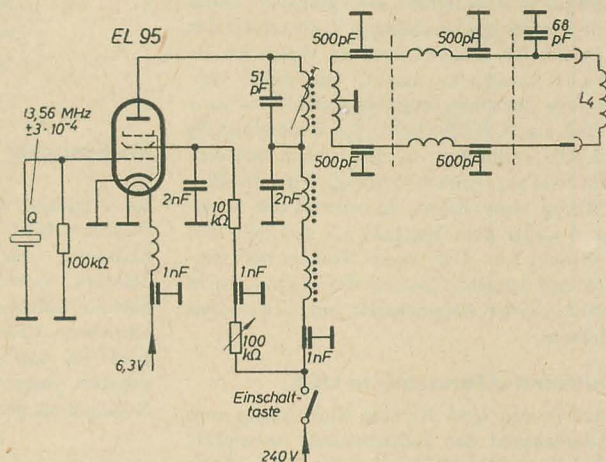 EL 95
500pF
500pF
68
pF
51
pF
13,56 MHz
±3·10⁻⁴
L4
Q
500pF
500pF
2nF
2nF
10
kΩ
100kΩ
1nF
1nF
100
kΩ
1nF
6,3V
Einschalt-
taste
240V